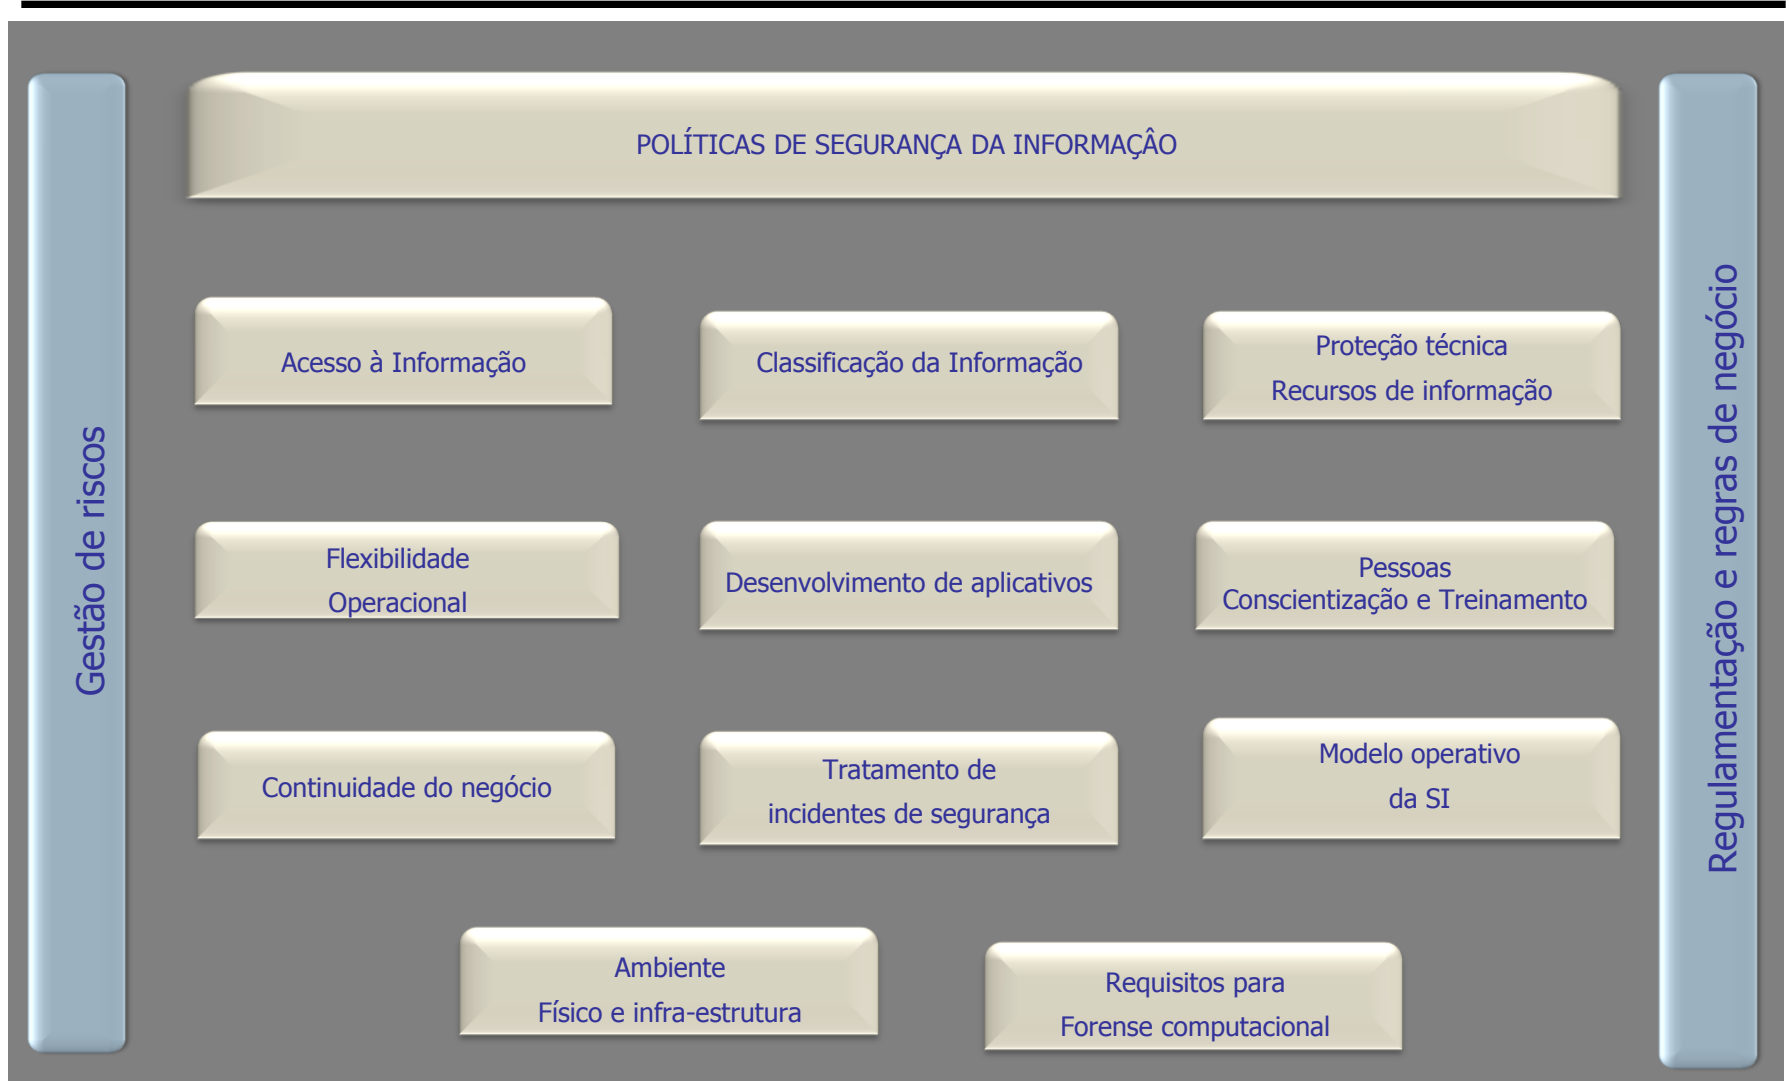 POLÍTICAS DE SEGURANÇA DA INFORMAÇÂO
Gestão de riscos
Acesso à Informação
Classificação da Informação
Proteção técnica
Recursos de informação
Flexibilidade
Operacional
Desenvolvimento de aplicativos
Pessoas
Conscientização e Treinamento
Continuidade do negócio
Tratamento de
incidentes de segurança
Modelo operativo
da SI
Ambiente
Físico e infra-estrutura
Requisitos para
Forense computacional
Regulamentação e regras de negócio